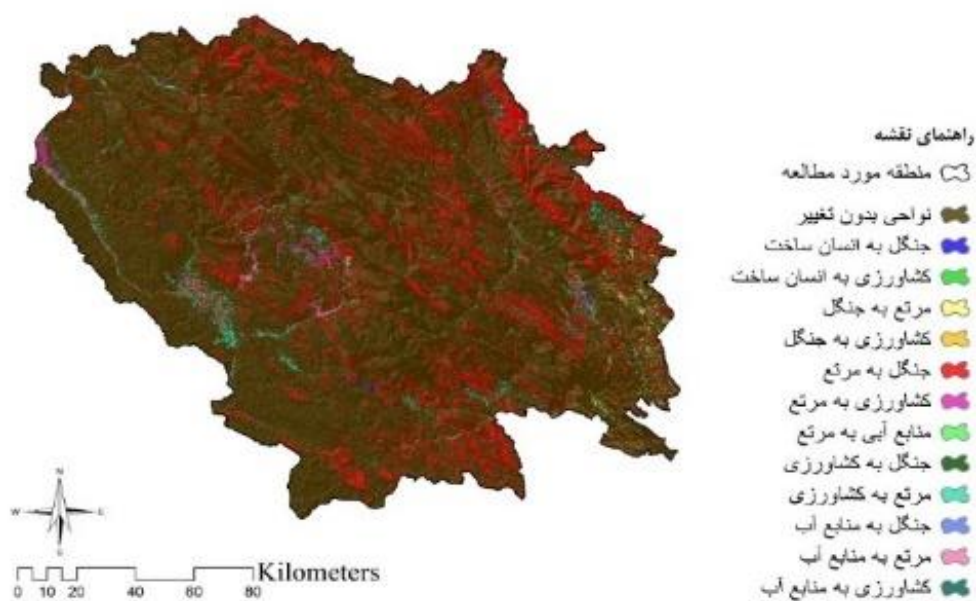 راهنمای نقشه
منطقه مورد مطالعه
نواحی بدون تغییر
جنگل به انسان ساخت
کشاورزی به انسان ساخت
مرتع به جنگل
کشاورزی به جنگل
جنگل به مرتع
کشاورزی به مرتع
منابع آبی به مرتع
جنگل به کشاورزی
مرتع به کشاورزی
جنگل به منابع آب
مرتع به منابع آب
کشاورزی به منابع آب
N
W E
S
Kilometers
0 10 20 40 60 80